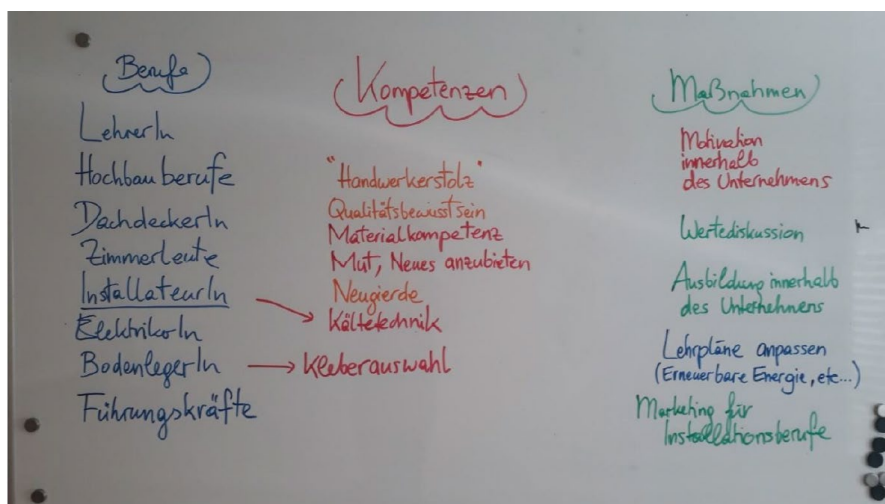 Berufe
LehrerIn
Hochbauberufe
DachdeckerIn
Zimmerleute
InstallateurIn
ElektrikerIn
BodenlegerIn
Führungskräfte
Kompetenzen
"Handwerkerstolz"
Qualitätsbewusstsein
Materialkompetenz
Mut, Neues anzubieten
Neugierde
Kältetechnik
Kleberauswahl
Maßnahmen
Motivation
innerhalb
des Unternehmens
Wertediskussion
Ausbildung innerhalb
des Unternehmens
Lehrpläne anpassen
(Erneuerbare Energie, etc...)
Marketing für
Installationsberufe